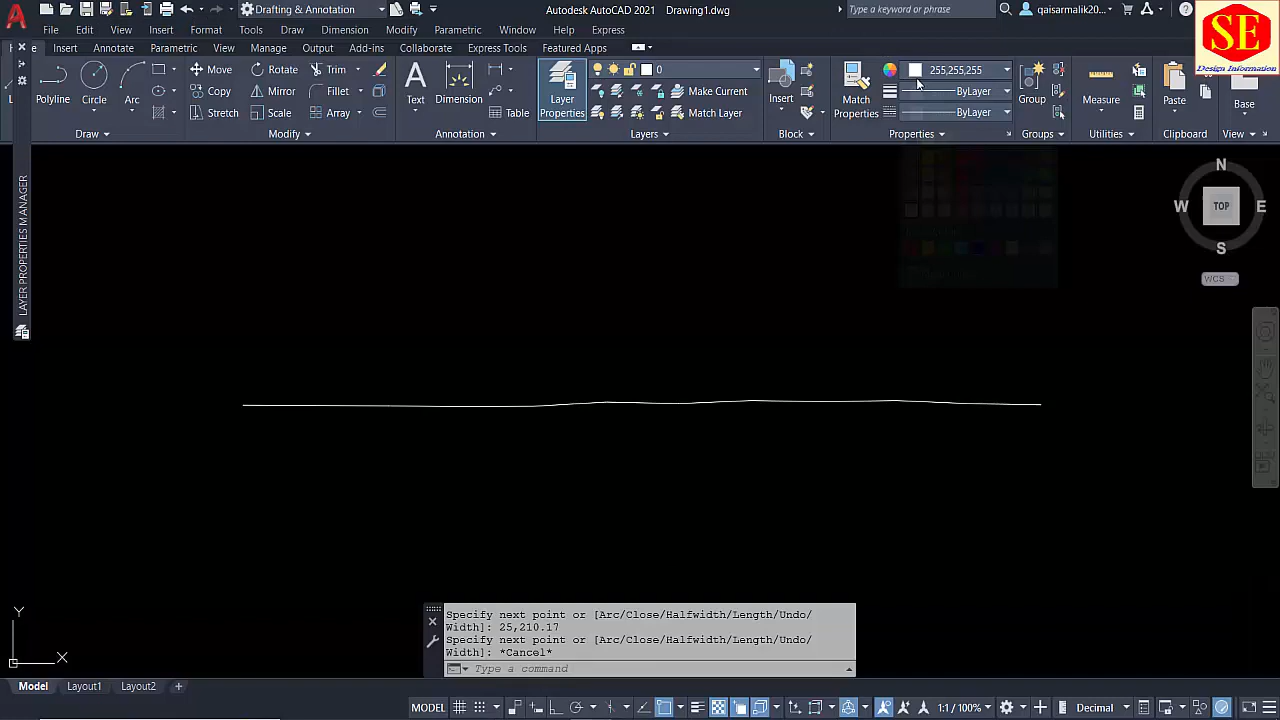 Drafting & Annotation
Autodesk AutoCAD 2021 Drawing1.dwg
Type a keyword or phrase
qaisarmalik20...
SE
Design Information
File Edit View Insert Format Tools Draw Dimension Modify Parametric Window Help Express
Insert Annotate Parametric View Manage Output Add-ins Collaborate Express Tools Featured Apps
Polyline
Circle
Arc
Draw
Move
Rotate
Trim
Copy
Mirror
Fillet
Stretch
Scale
Array
Modify
Text
Dimension
Table
Annotation
Layer
Properties
0
Make Current
Match Layer
Layers
Insert
Block
Match
Properties
255,255,255
ByLayer
ByLayer
Properties
Group
Groups
Measure
Utilities
Paste
Clipboard
Base
View
LAYER PROPERTIES MANAGER
N
W
TOP
E
S
WCS
Y
X
Specify next point or [Arc/Close/Halfwidth/Length/Undo/
Width]: 25,210.17
Specify next point or [Arc/Close/Halfwidth/Length/Undo/
Width]: *Cancel*
Type a command
Model Layout1 Layout2 +
MODEL
1:1 / 100%
Decimal